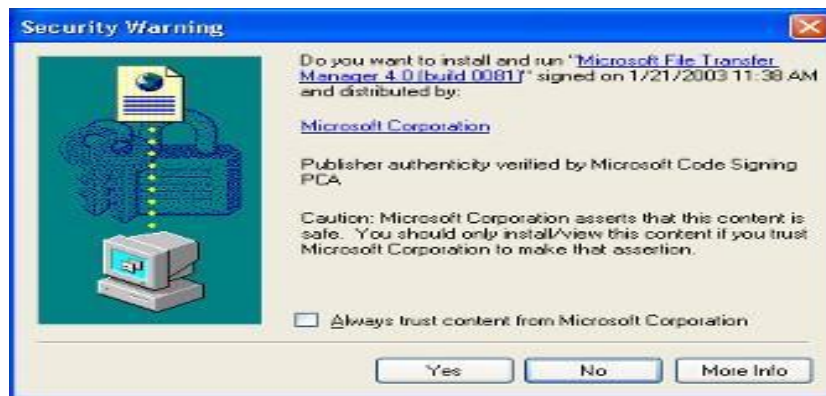 Security Warning
Do you want to install and run "Microsoft File Transfer
Manager 4.0 (build 0081)" signed on 1/21/2003 11:38 AM
and distributed by:
Microsoft Corporation
Publisher authenticity verified by Microsoft Code Signing
PCA
Caution: Microsoft Corporation asserts that this content is
safe. You should only install/view this content if you trust
Microsoft Corporation to make that assertion.
Always trust content from Microsoft Corporation
Yes No More Info